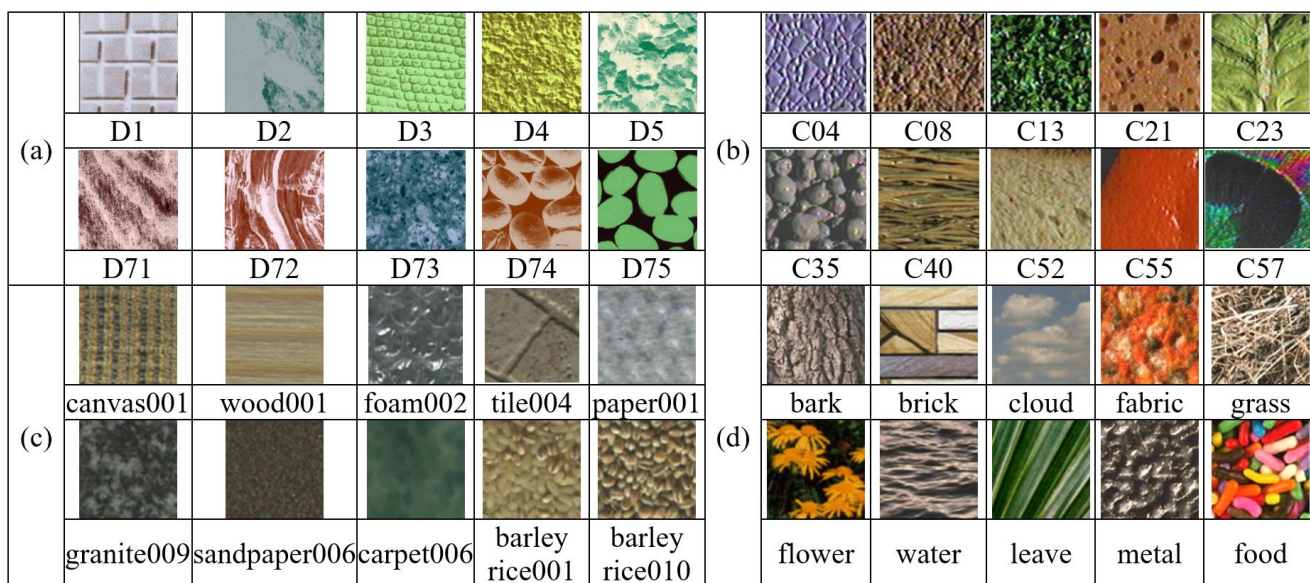 (a)
D1 D2 D3 D4 D5
D71 D72 D73 D74 D75
(b)
C04 C08 C13 C21 C23
C35 C40 C52 C55 C57
(c)
canvas001 wood001 foam002 tile004 paper001
granite009 sandpaper006 carpet006 barley rice001 barley rice010
(d)
bark brick cloud fabric grass
flower water leave metal food